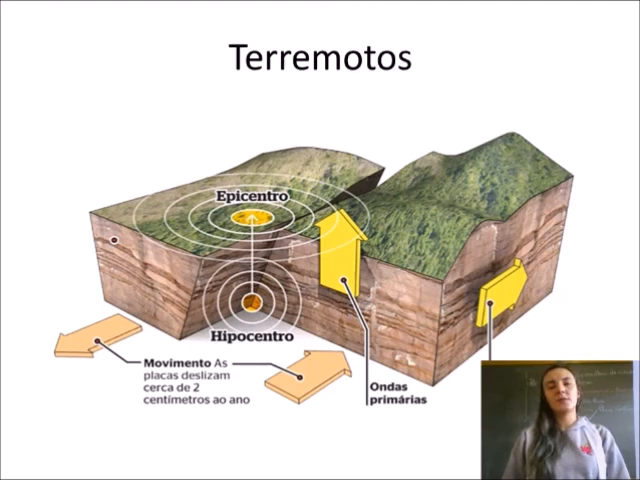 Terremotos
Epicentro
Hipocentro
Movimento As
placas deslizam
cerca de 2
centímetros ao ano
Ondas
primárias